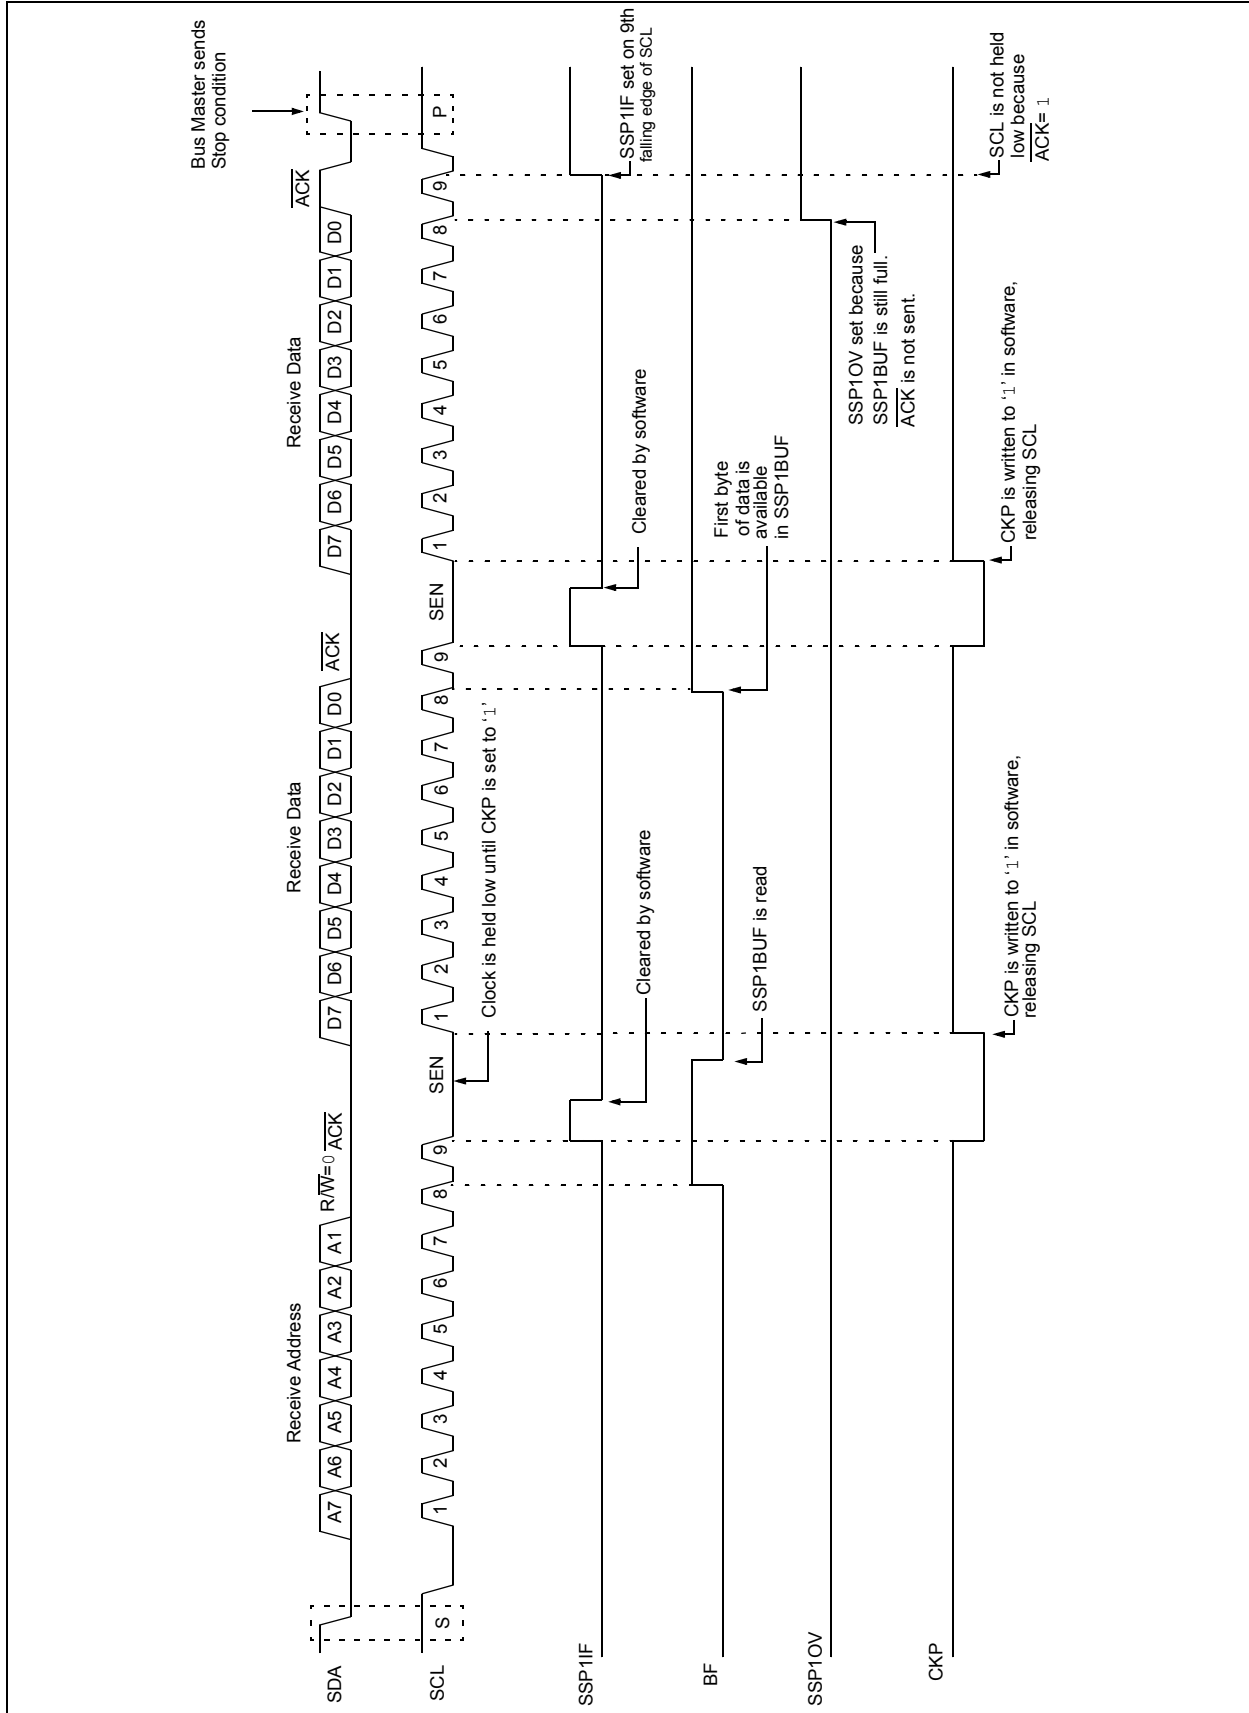 Bus Master sends
Stop condition
Receive Address
Receive Data
Receive Data
SDA
A7 A6 A5 A4 A3 A2 A1 R/W=0 ACK D7 D6 D5 D4 D3 D2 D1 D0 ACK D7 D6 D5 D4 D3 D2 D1 D0 ACK
SCL
S 1 2 3 4 5 6 7 8 9 SEN 1 2 3 4 5 6 7 8 9 SEN 1 2 3 4 5 6 7 8 9 P
Clock is held low until CKP is set to ‘1’
SSP1IF
Cleared by software
Cleared by software
SSP1IF set on 9th
falling edge of SCL
BF
SSP1BUF is read
First byte
of data is
available
in SSP1BUF
SSP1OV
SSP1OV set because
SSP1BUF is still full.
ACK is not sent.
CKP
CKP is written to ‘1’ in software,
releasing SCL
CKP is written to ‘1’ in software,
releasing SCL
SCL is not held
low because
ACK= 1